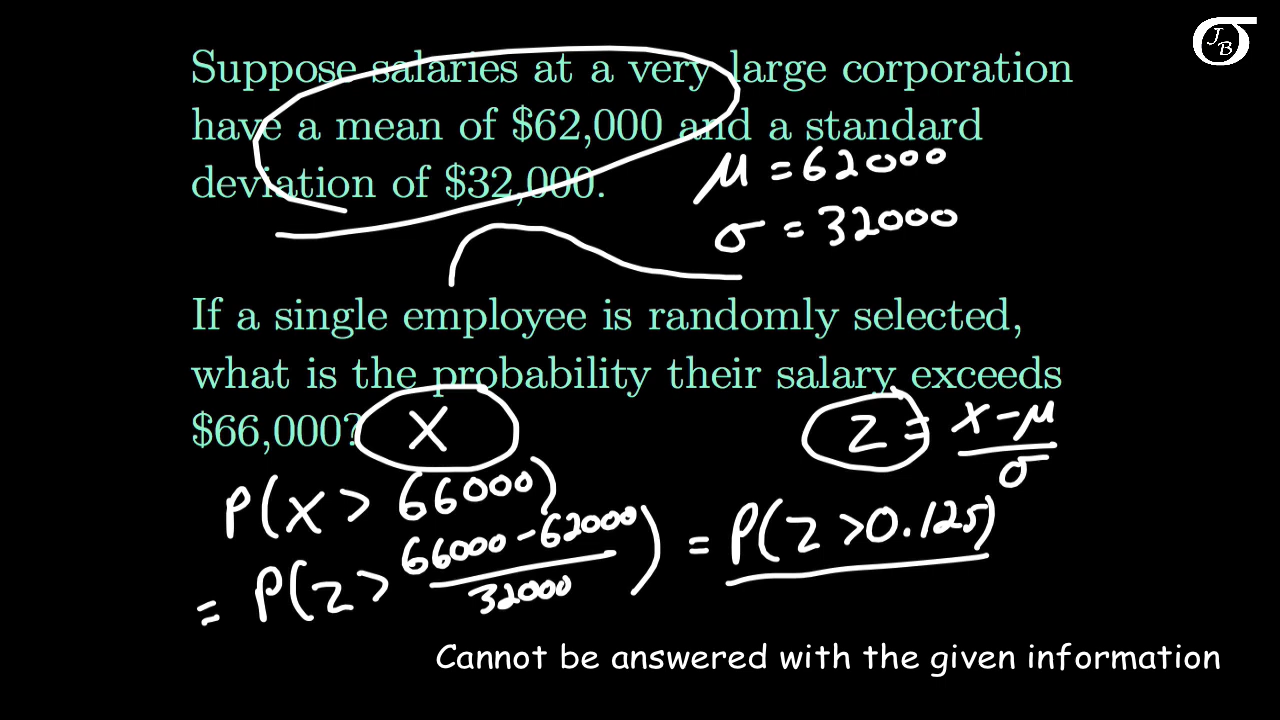 JB
Suppose salaries at a very large corporation
have a mean of $62,000 and a standard
deviation of $32,000.
μ = 62000
σ = 32000
If a single employee is randomly selected,
what is the probability their salary exceeds
$66,000?
X
Z = X - μ / σ
P(X > 66000)
= P(Z > 66000 - 62000 / 32000) = P(Z > 0.125)
Cannot be answered with the given information